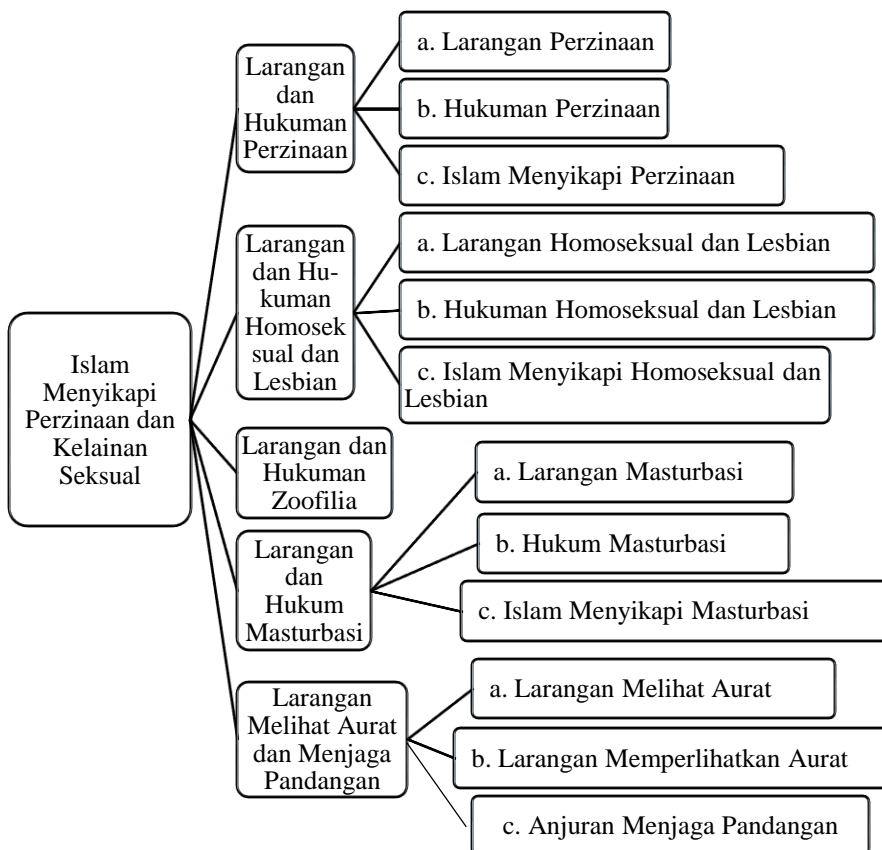 Islam
Menyikapi
Perzinaan dan
Kelainan
Seksual
Larangan
dan
Hukuman
Perzinaan
a. Larangan Perzinaan
b. Hukuman Perzinaan
c. Islam Menyikapi Perzinaan
Larangan
dan Hu-
kuman
Homosek
sual dan
Lesbian
a. Larangan Homoseksual dan Lesbian
b. Hukuman Homoseksual dan Lesbian
c. Islam Menyikapi Homoseksual dan
Lesbian
Larangan dan
Hukuman
Zoofilia
Larangan
dan
Hukum
Masturbasi
a. Larangan Masturbasi
b. Hukum Masturbasi
c. Islam Menyikapi Masturbasi
Larangan
Melihat Aurat
dan Menjaga
Pandangan
a. Larangan Melihat Aurat
b. Larangan Memperlihatkan Aurat
c. Anjuran Menjaga Pandangan